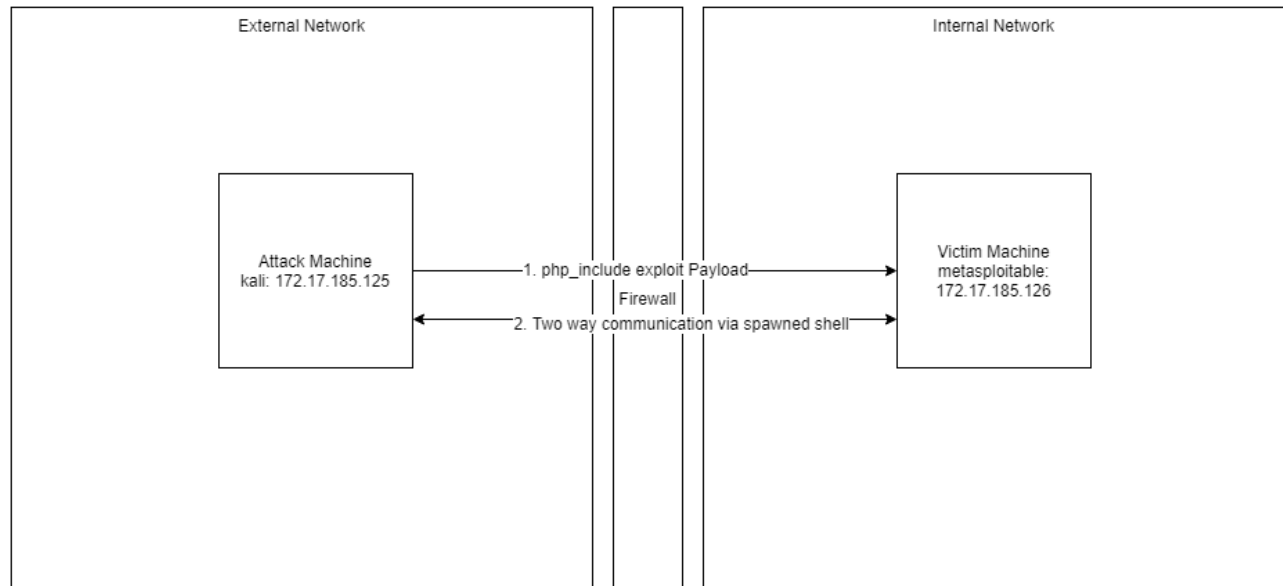 External Network
Internal Network
Attack Machine
kali: 172.17.185.125
1. php_include exploit Payload
Firewall
2. Two way communication via spawned shell
Victim Machine
metasploitable:
172.17.185.126